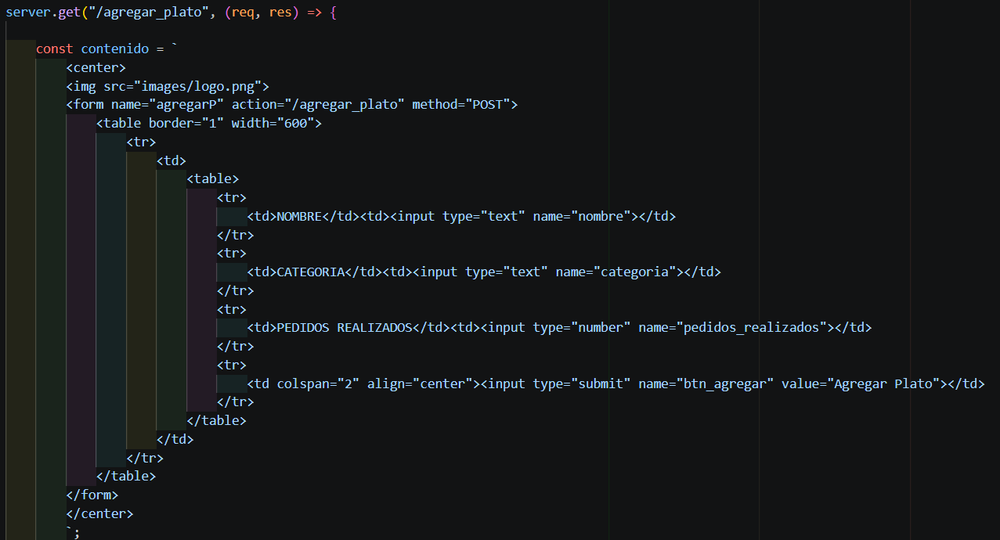 server.get("/agregar_plato", (req, res) => {
const contenido = `
<center>
<img src="images/logo.png">
<form name="agregarP" action="/agregar_plato" method="POST">
<table border="1" width="600">
<tr>
<td>
<table>
<tr>
<td>NOMBRE</td><td><input type="text" name="nombre"></td>
</tr>
<tr>
<td>CATEGORIA</td><td><input type="text" name="categoria"></td>
</tr>
<tr>
<td>PEDIDOS REALIZADOS</td><td><input type="number" name="pedidos_realizados"></td>
</tr>
<tr>
<td colspan="2" align="center"><input type="submit" name="btn_agregar" value="Agregar Plato"></td>
</tr>
</table>
</td>
</tr>
</table>
</form>
</center>
`;